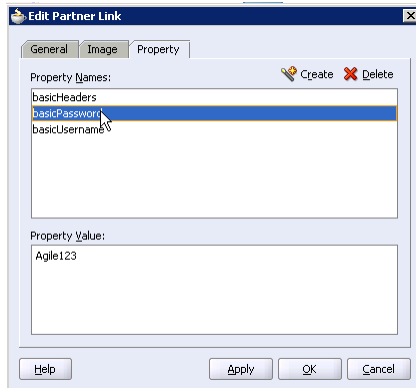 Edit Partner Link
General Image Property
Property Names: Create Delete
basicHeaders
basicPassword
basicUsername
Property Value:
Agile123
Help Apply OK Cancel